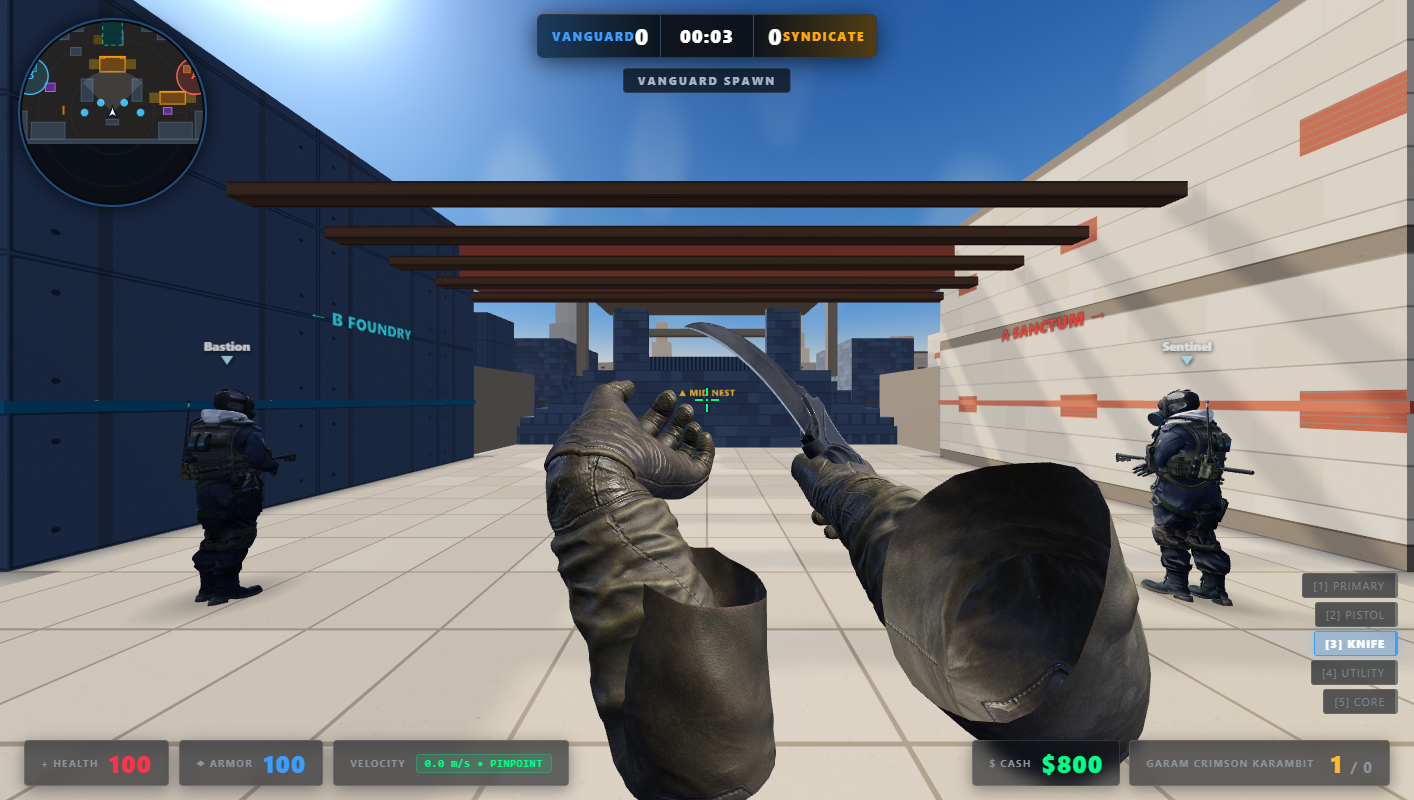 VANGUARD 0 00:03 0 SYNDICATE
VANGUARD SPAWN
← B FOUNDRY
A SANCTUM →
Bastion
Sentinel
▲ MID NEST
[1] PRIMARY
[2] PISTOL
[3] KNIFE
[4] UTILITY
[5] CORE
+ HEALTH 100
◆ ARMOR 100
VELOCITY 0.0 m/s • PINPOINT
$ CASH $800
GARAM CRIMSON KARAMBIT 1 / 0